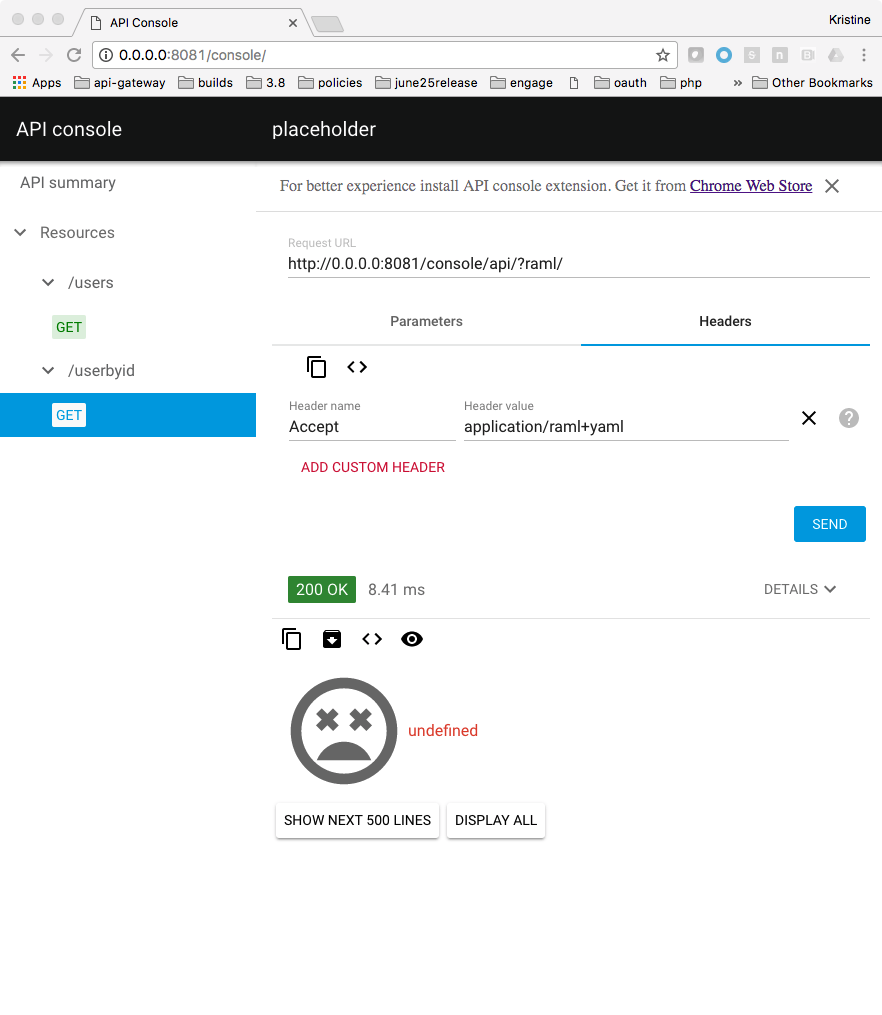 API Console
Kristine
0.0.0.0:8081/console/
Apps api-gateway builds 3.8 policies june25release engage oauth php » Other Bookmarks
API console
placeholder
API summary
For better experience install API console extension. Get it from Chrome Web Store
Resources
Request URL
http://0.0.0.0:8081/console/api/?raml/
/users
GET
Parameters
Headers
/userbyid
GET
Header name
Header value
Accept
application/raml+yaml
ADD CUSTOM HEADER
SEND
200 OK 8.41 ms
DETAILS
undefined
SHOW NEXT 500 LINES
DISPLAY ALL